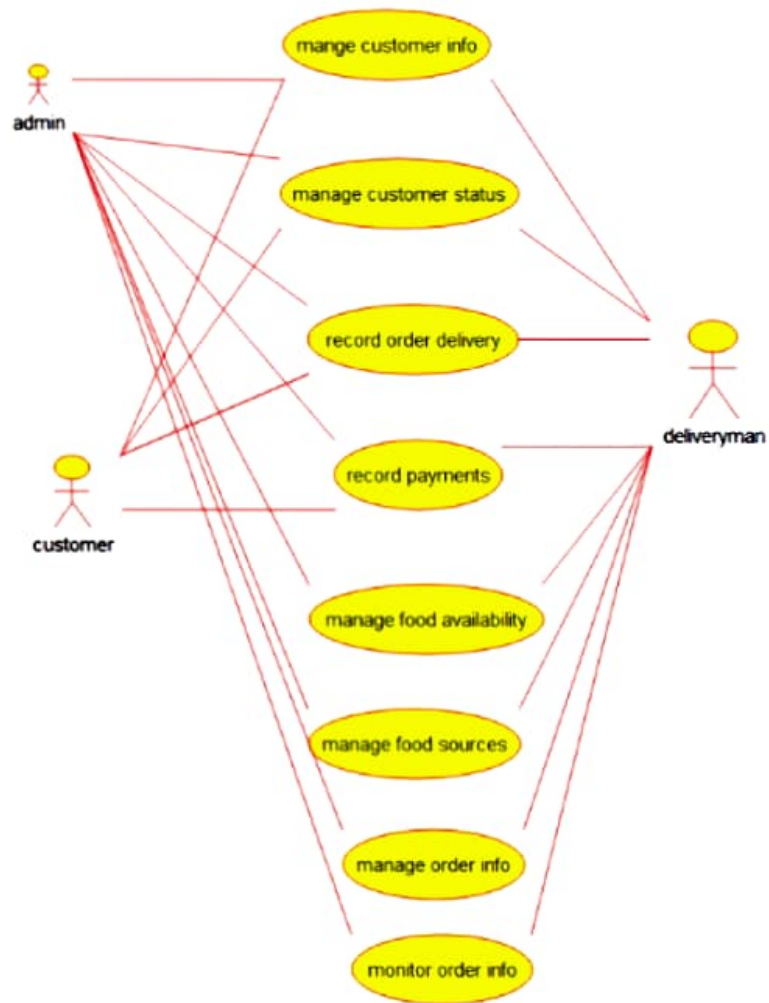 mange customer info
admin
manage customer status
record order delivery
deliveryman
record payments
customer
manage food availability
manage food sources
manage order info
monitor order info